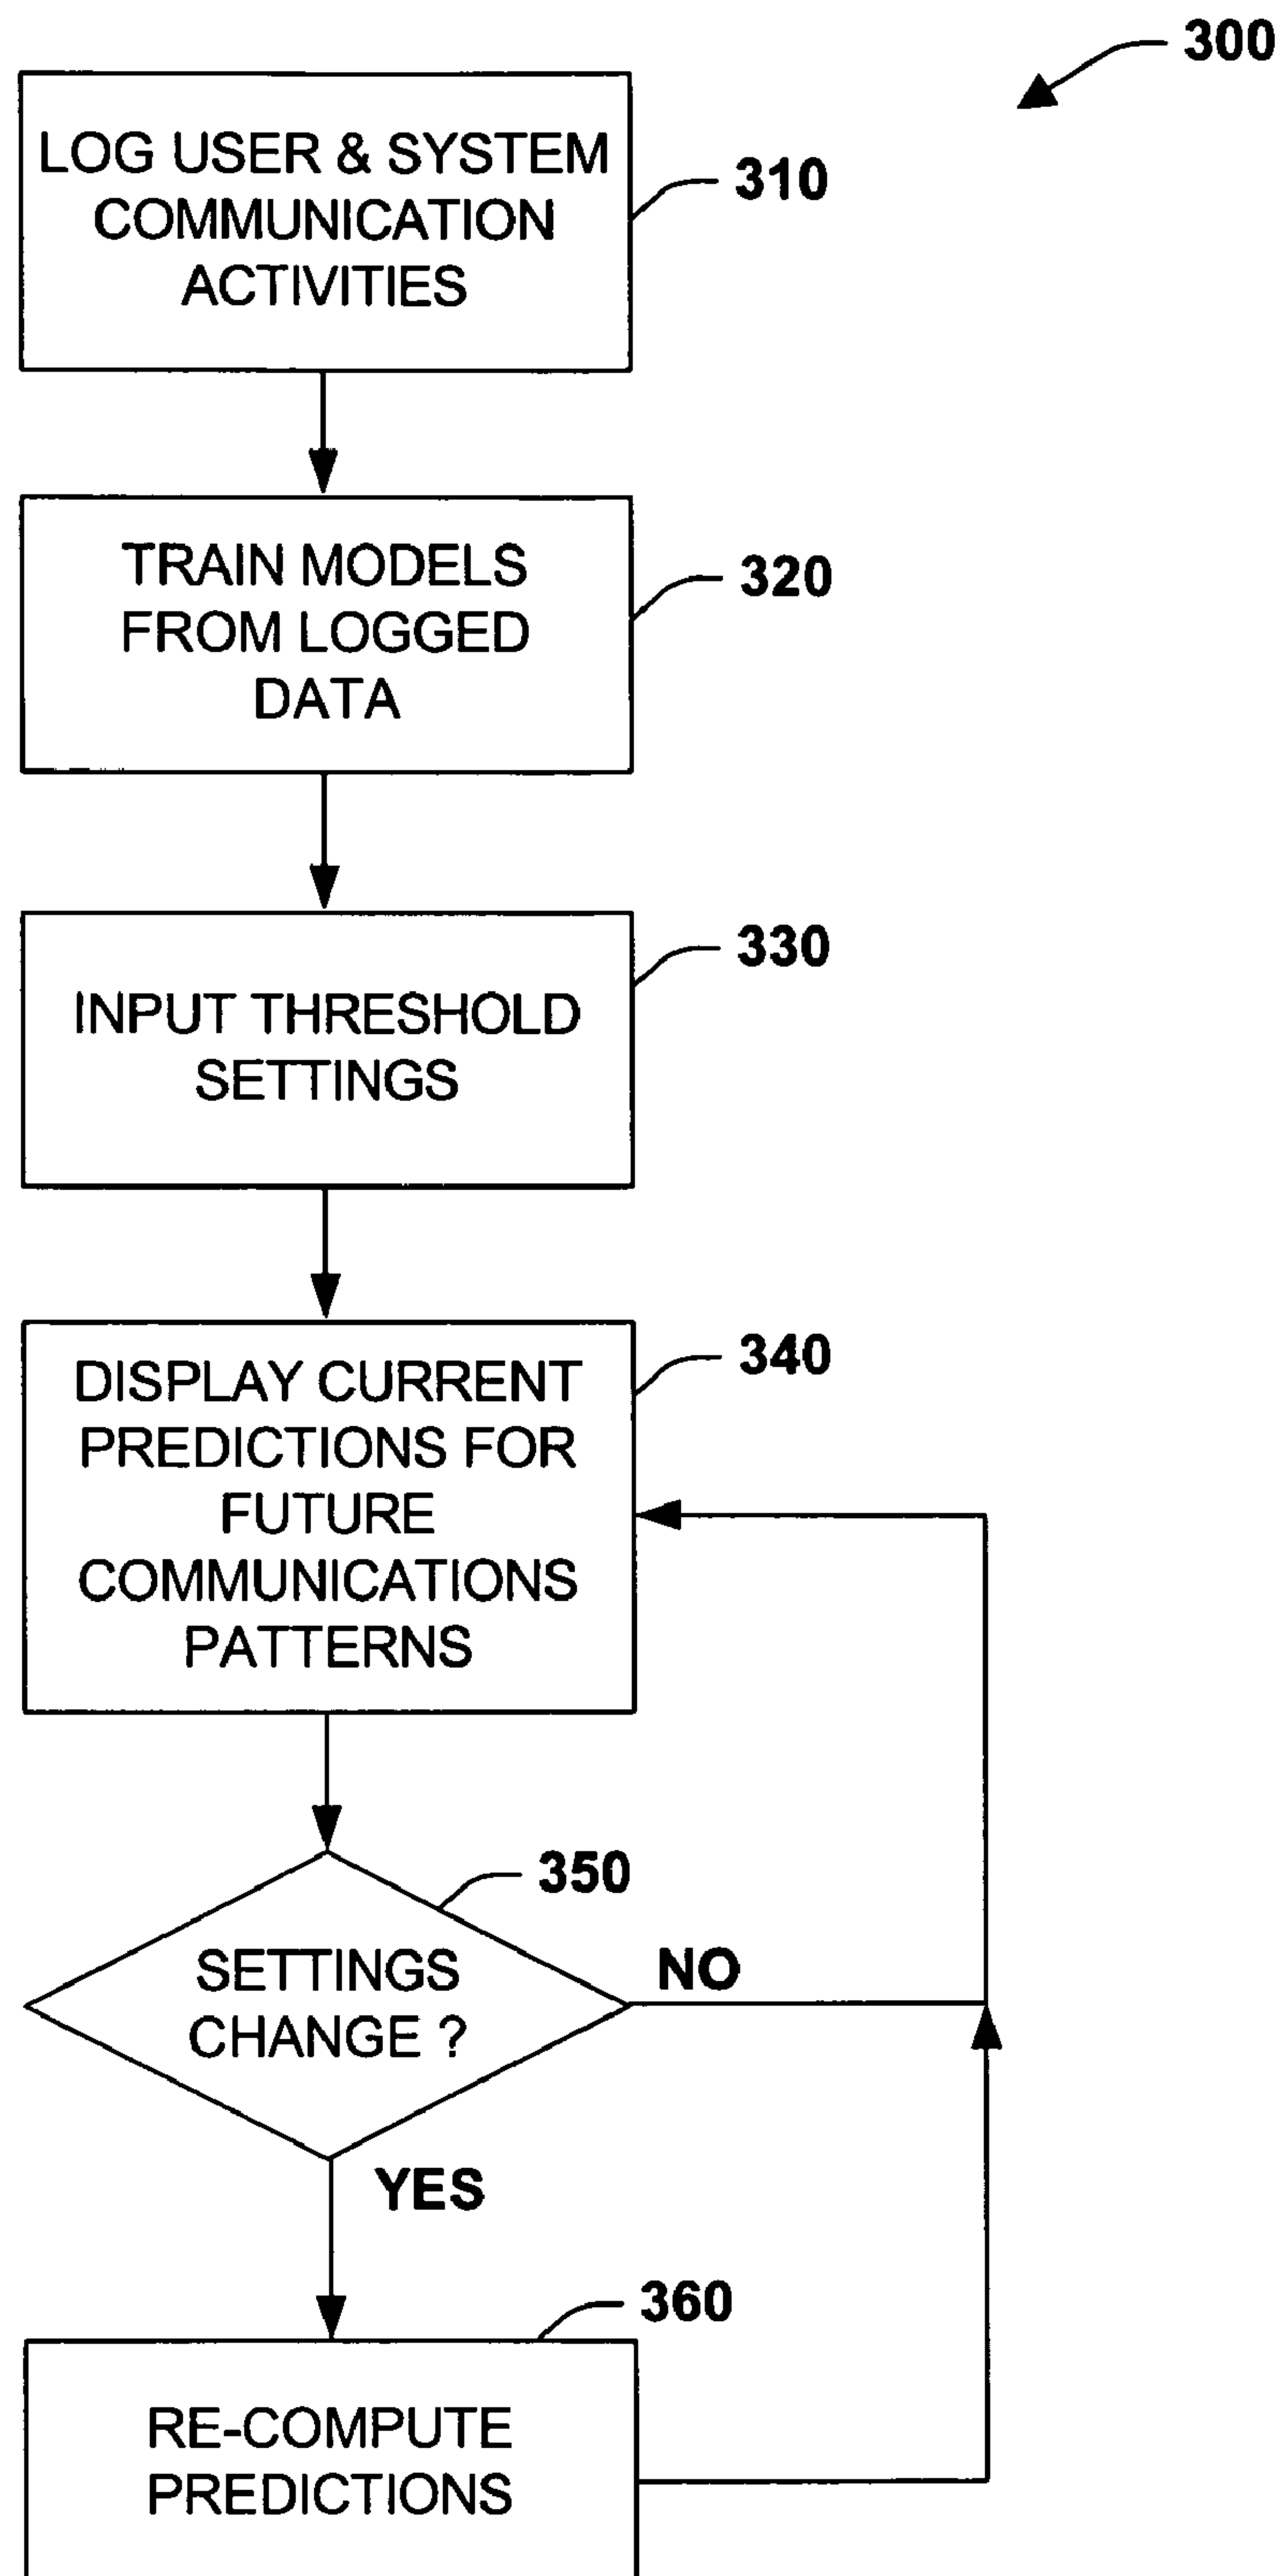 300
LOG USER & SYSTEM
COMMUNICATION
ACTIVITIES
310
TRAIN MODELS
FROM LOGGED
DATA
320
INPUT THRESHOLD
SETTINGS
330
DISPLAY CURRENT
PREDICTIONS FOR
FUTURE
COMMUNICATIONS
PATTERNS
340
SETTINGS
CHANGE ?
350
NO
YES
RE-COMPUTE
PREDICTIONS
360